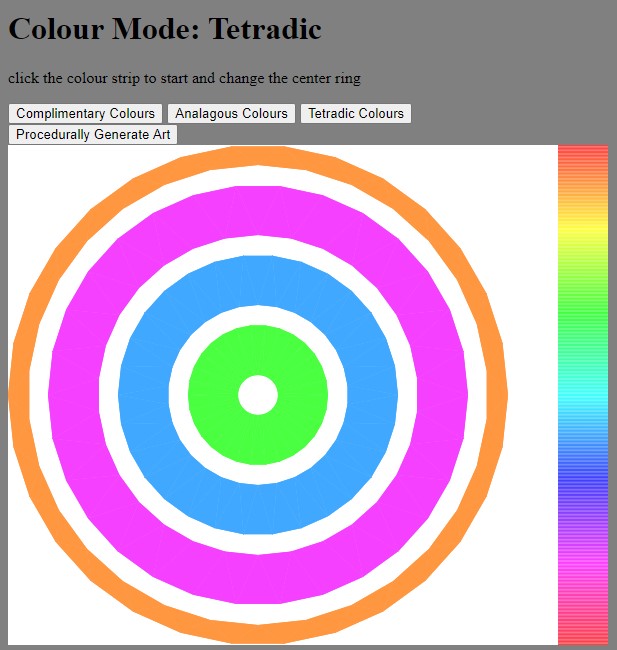 Colour Mode: Tetradic
click the colour strip to start and change the center ring
Complimentary Colours Analagous Colours Tetradic Colours
Procedurally Generate Art